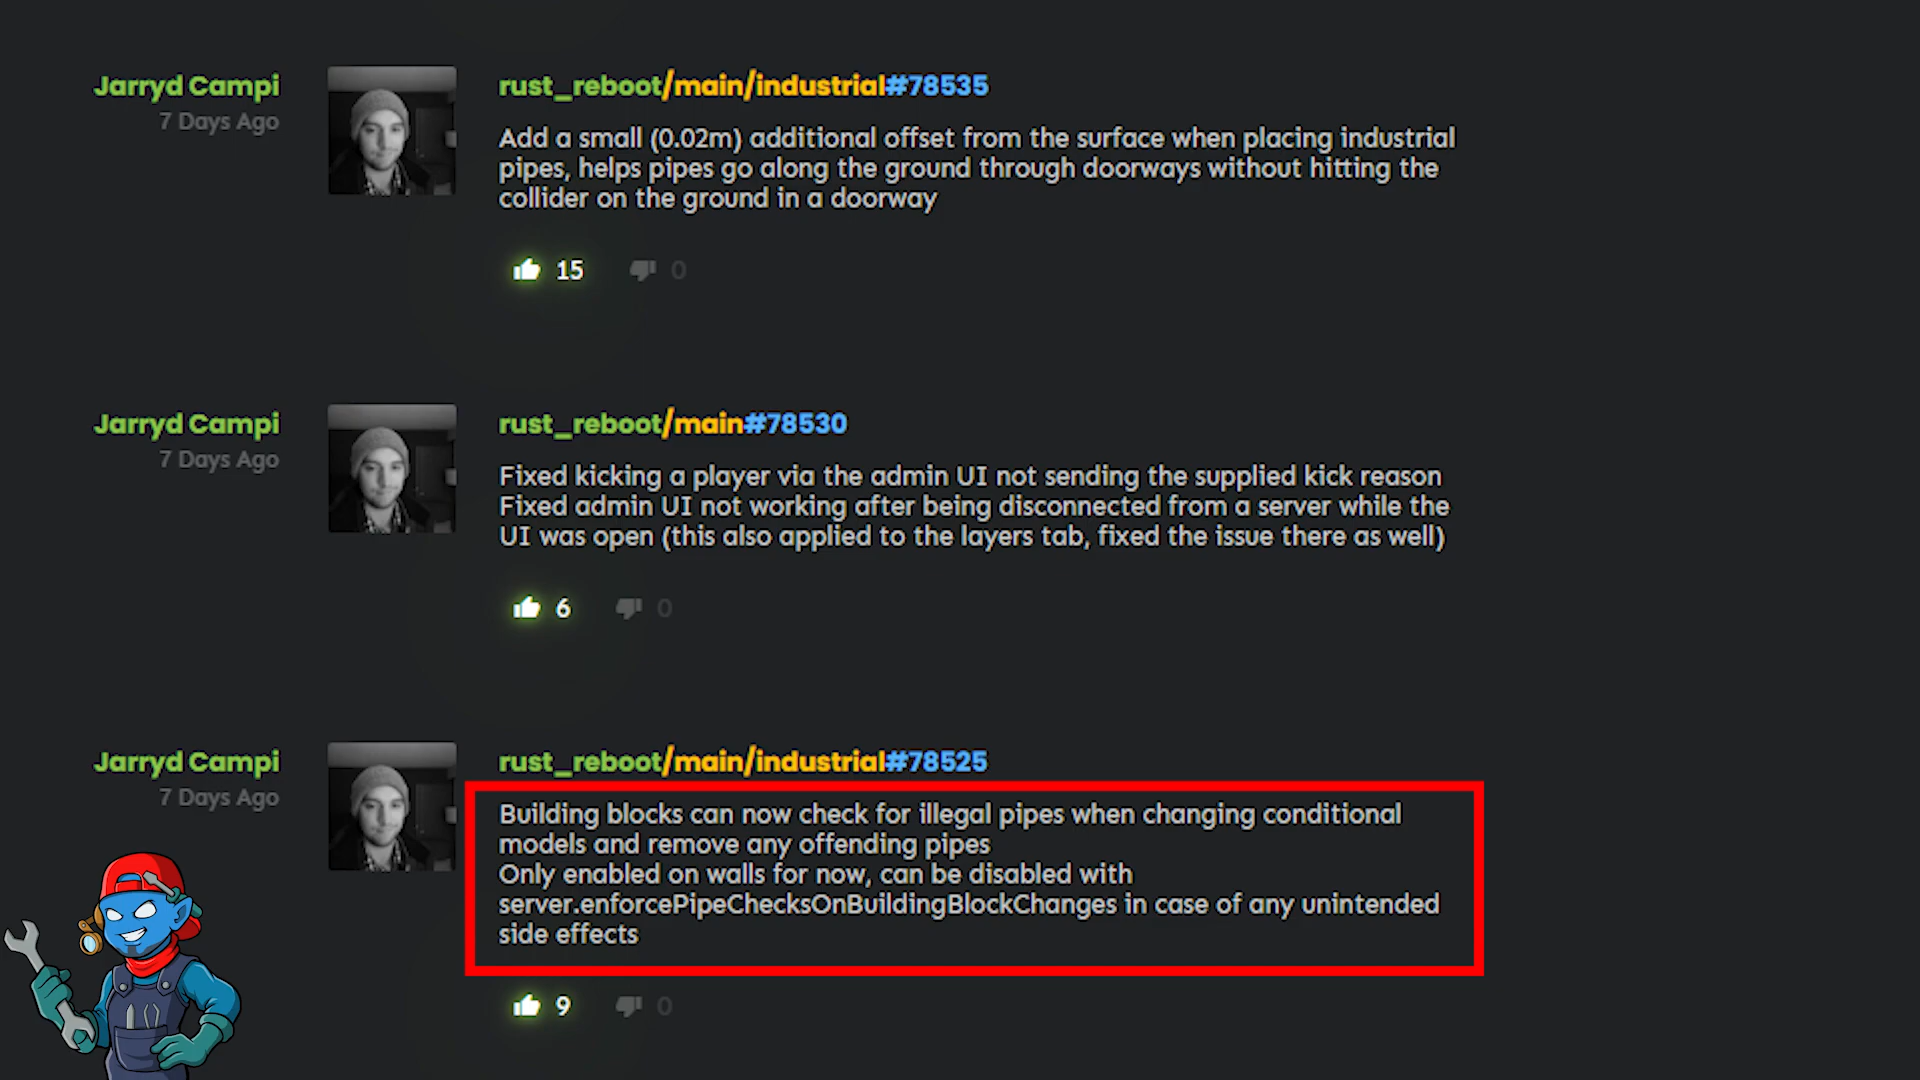 Jarryd Campi
7 Days Ago
rust_reboot/main/industrial#78535
Add a small (0.02m) additional offset from the surface when placing industrial
pipes, helps pipes go along the ground through doorways without hitting the
collider on the ground in a doorway
15 0
Jarryd Campi
7 Days Ago
rust_reboot/main#78530
Fixed kicking a player via the admin UI not sending the supplied kick reason
Fixed admin UI not working after being disconnected from a server while the
UI was open (this also applied to the layers tab, fixed the issue there as well)
6 0
Jarryd Campi
7 Days Ago
rust_reboot/main/industrial#78525
Building blocks can now check for illegal pipes when changing conditional
models and remove any offending pipes
Only enabled on walls for now, can be disabled with
server.enforcePipeChecksOnBuildingBlockChanges in case of any unintended
side effects
9 0